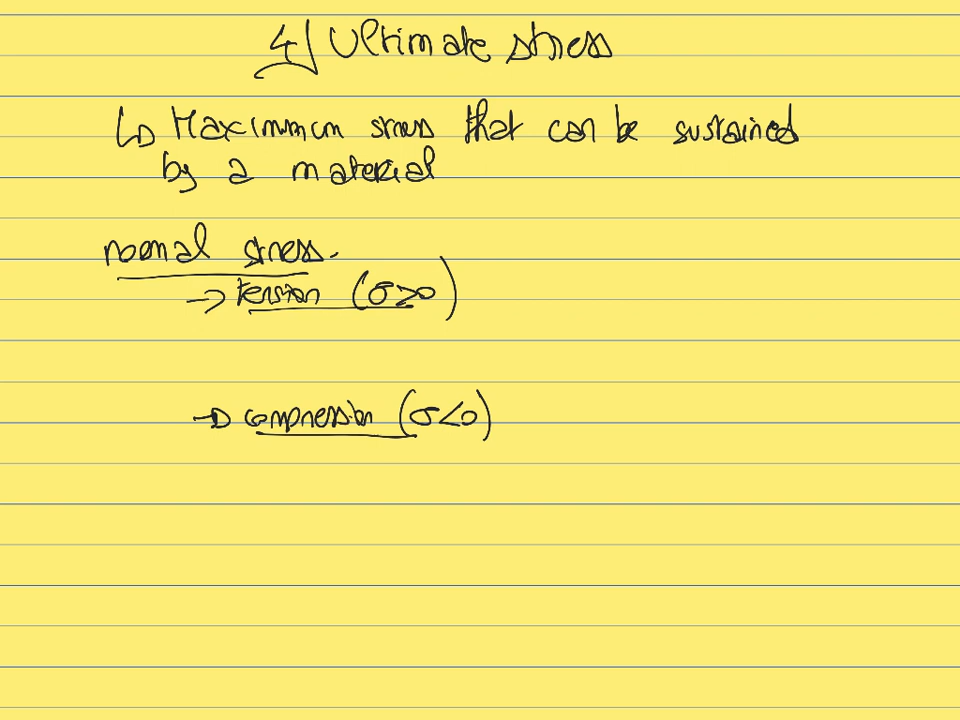 4) Ultimate stress
↳ Maximum stress that can be sustained
by a material
normal stress.
→ tension (σ>0)
→ compression (σ<0)